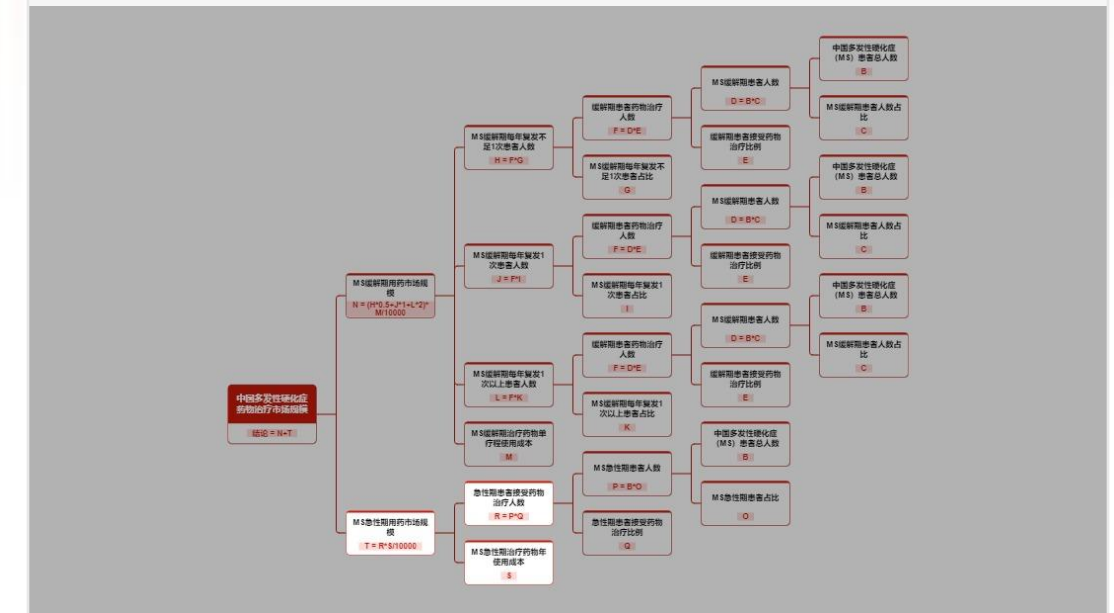 中国多发性硬化症
药物治疗市场规模
结论 = N+T
MS缓解期用药市场规
模
N = (H*0.5+J*1+L*2)*
M/10000
MS缓解期每年复发不
足1次患者人数
H = F*G
缓解期患者药物治疗
人数
F = D*E
MS缓解期患者人数
D = B*C
中国多发性硬化症
（MS）患者总人数
B
MS缓解期患者人数占
比
C
缓解期患者接受药物
治疗比例
E
MS缓解期每年复发不
足1次患者占比
G
MS缓解期每年复发1
次患者人数
J = F*I
缓解期患者药物治疗
人数
F = D*E
MS缓解期患者人数
D = B*C
中国多发性硬化症
（MS）患者总人数
B
MS缓解期患者人数占
比
C
缓解期患者接受药物
治疗比例
E
MS缓解期每年复发1
次患者占比
I
MS缓解期每年复发1
次以上患者人数
L = F*K
缓解期患者药物治疗
人数
F = D*E
MS缓解期患者人数
D = B*C
中国多发性硬化症
（MS）患者总人数
B
MS缓解期患者人数占
比
C
缓解期患者接受药物
治疗比例
E
MS缓解期每年复发1
次以上患者占比
K
MS缓解期治疗药物单
疗程使用成本
M
MS急性期用药市场规
模
T = R*S/10000
急性期患者接受药物
治疗人数
R = P*Q
MS急性期患者人数
P = B*O
中国多发性硬化症
（MS）患者总人数
B
MS急性期患者占比
O
急性期患者接受药物
治疗比例
Q
MS急性期治疗药物年
使用成本
S